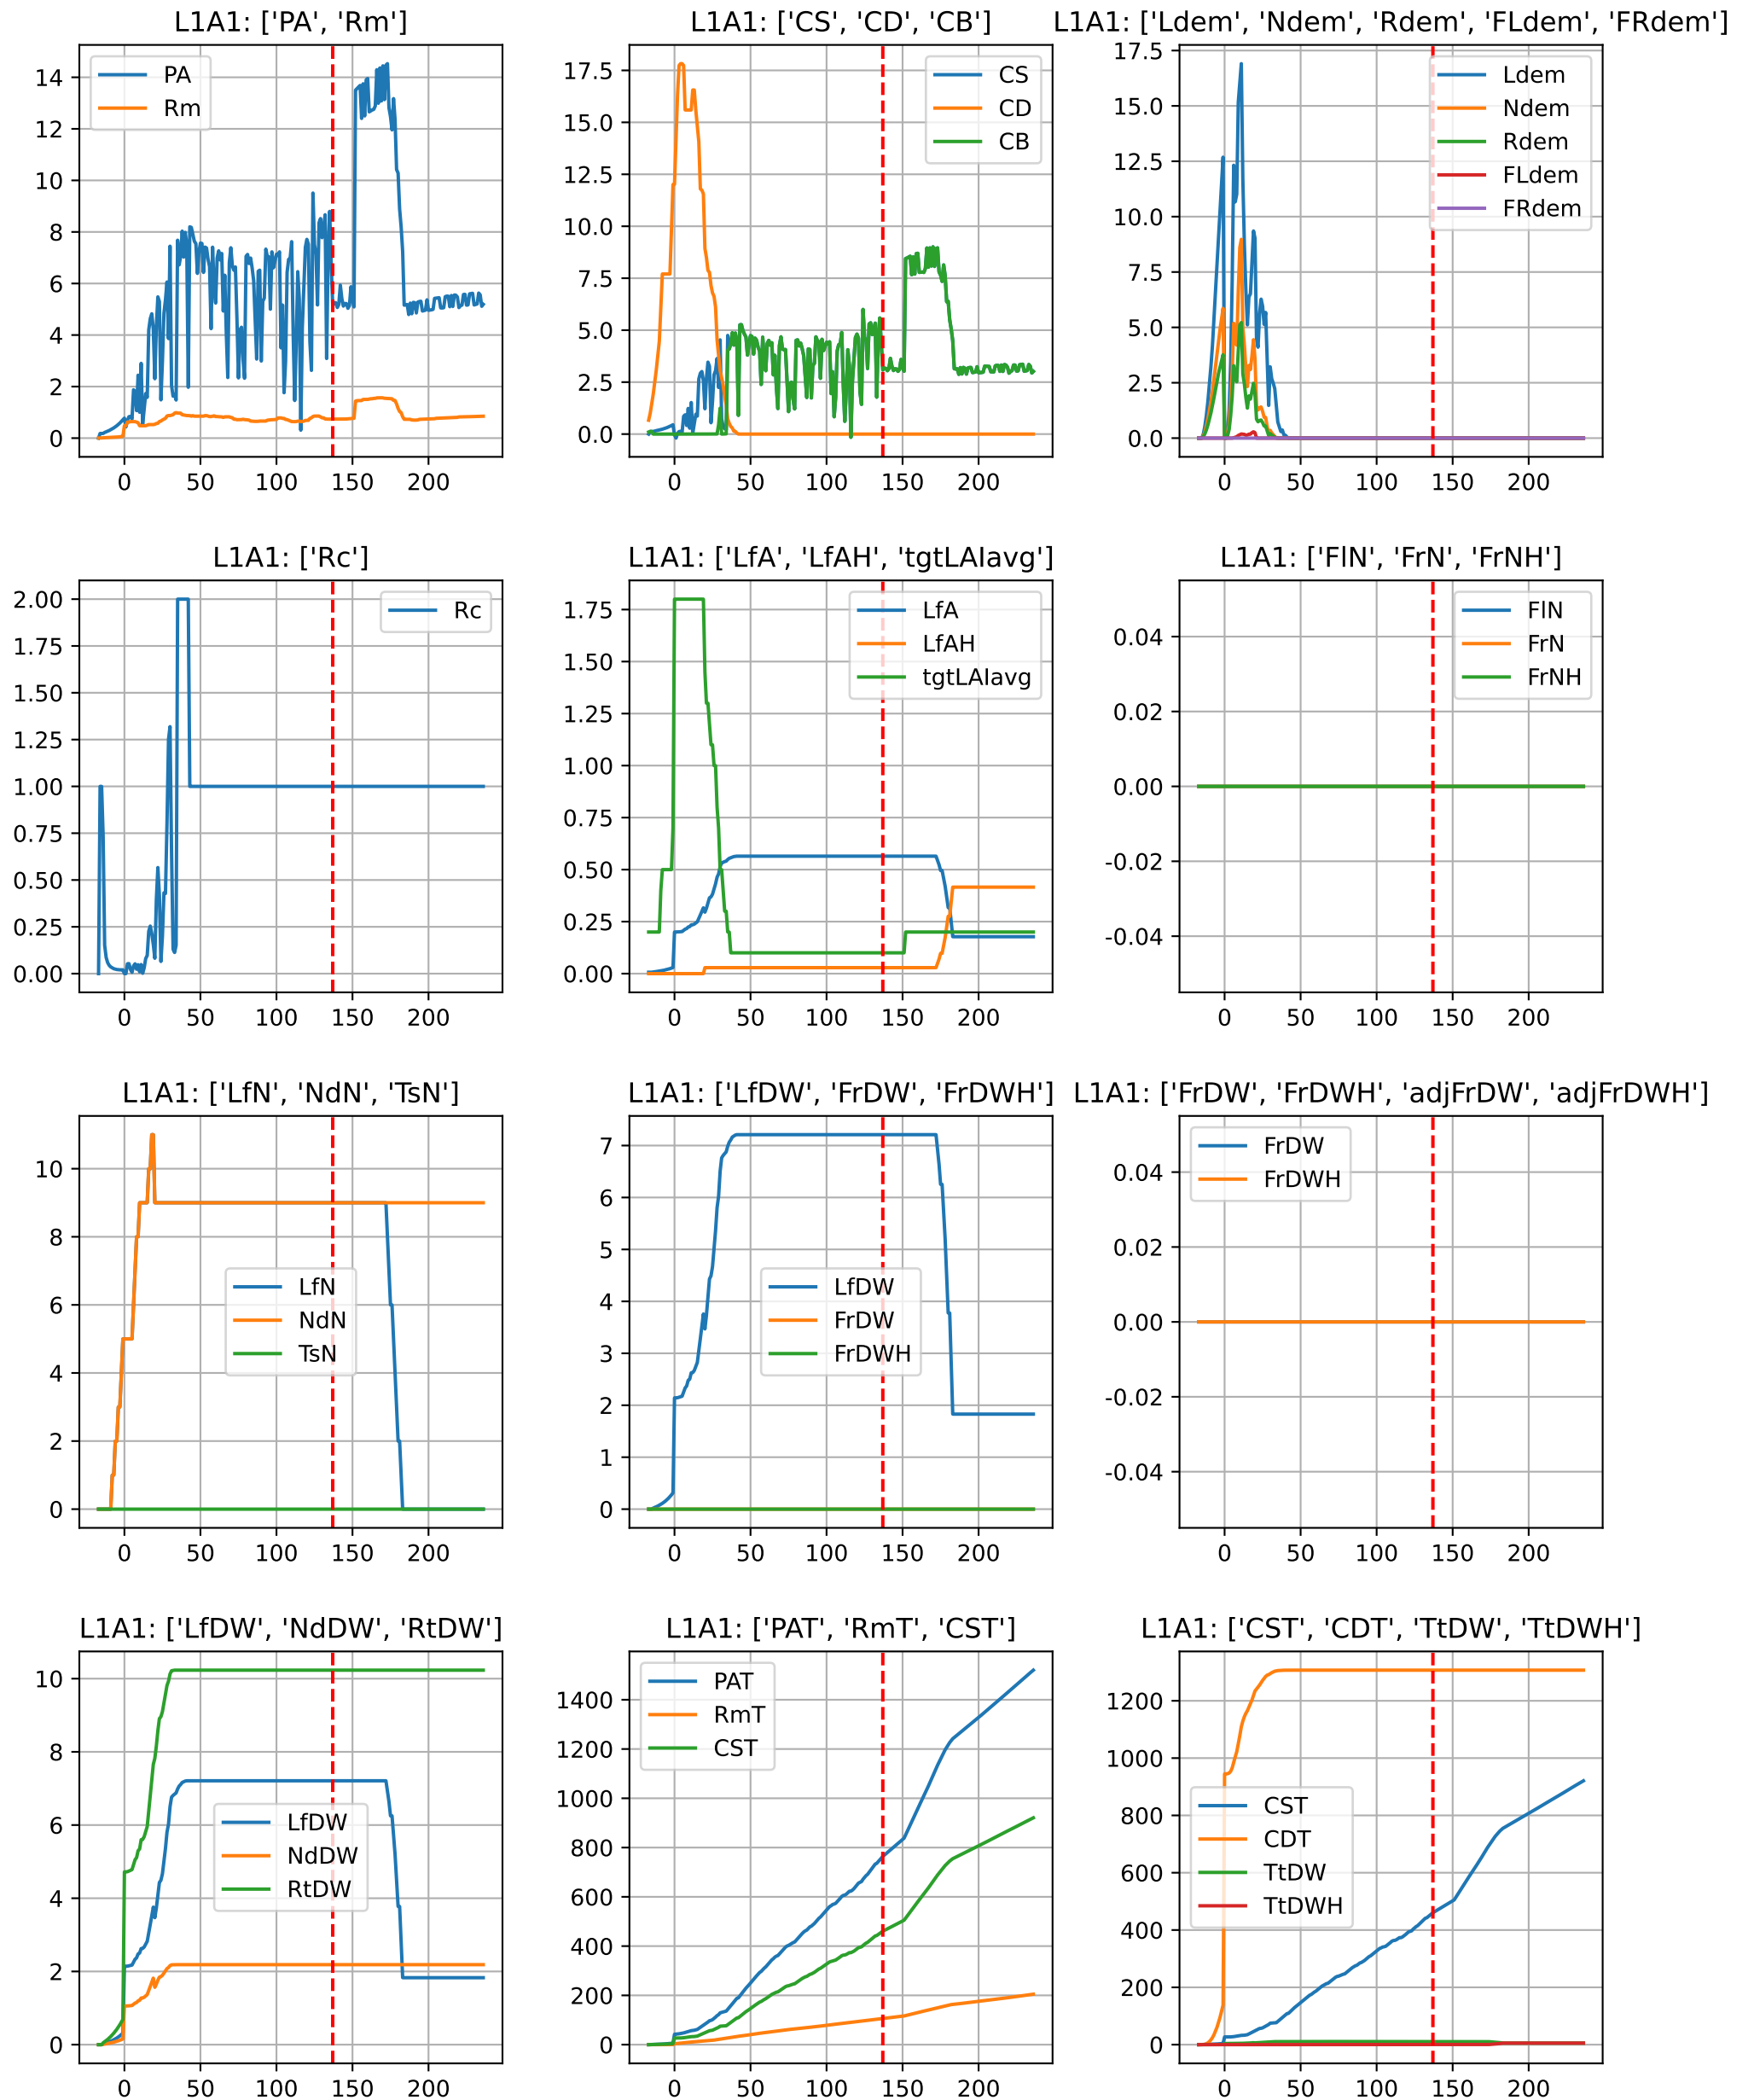 L1A1: ['PA', 'Rm']
14
12
10
8
6
4
2
0
PA
Rm
0 50 100 150 200
L1A1: ['CS', 'CD', 'CB']
17.5
15.0
12.5
10.0
7.5
5.0
2.5
0.0
CS
CD
CB
0 50 100 150 200
L1A1: ['Ldem', 'Ndem', 'Rdem', 'FLdem', 'FRdem']
17.5
15.0
12.5
10.0
7.5
5.0
2.5
0.0
Ldem
Ndem
Rdem
FLdem
FRdem
0 50 100 150 200
L1A1: ['Rc']
2.00
1.75
1.50
1.25
1.00
0.75
0.50
0.25
0.00
Rc
0 50 100 150 200
L1A1: ['LfA', 'LfAH', 'tgtLAIavg']
1.75
1.50
1.25
1.00
0.75
0.50
0.25
0.00
LfA
LfAH
tgtLAIavg
0 50 100 150 200
L1A1: ['FlN', 'FrN', 'FrNH']
0.04
0.02
0.00
-0.02
-0.04
FlN
FrN
FrNH
0 50 100 150 200
L1A1: ['LfN', 'NdN', 'TsN']
10
8
6
4
2
0
LfN
NdN
TsN
0 50 100 150 200
L1A1: ['LfDW', 'FrDW', 'FrDWH']
7
6
5
4
3
2
1
0
LfDW
FrDW
FrDWH
0 50 100 150 200
L1A1: ['FrDW', 'FrDWH', 'adjFrDW', 'adjFrDWH']
0.04
0.02
0.00
-0.02
-0.04
FrDW
FrDWH
0 50 100 150 200
L1A1: ['LfDW', 'NdDW', 'RtDW']
10
8
6
4
2
0
LfDW
NdDW
RtDW
0 50 100 150 200
L1A1: ['PAT', 'RmT', 'CST']
1400
1200
1000
800
600
400
200
0
PAT
RmT
CST
0 50 100 150 200
L1A1: ['CST', 'CDT', 'TtDW', 'TtDWH']
1200
1000
800
600
400
200
0
CST
CDT
TtDW
TtDWH
0 50 100 150 200